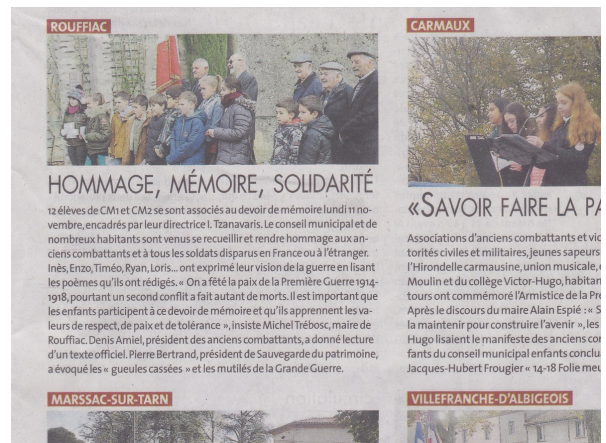 ROUFFIAC
HOMMAGE, MÉMOIRE, SOLIDARITÉ
12 élèves de CM1 et CM2 se sont associés au devoir de mémoire lundi 11 no-
vembre, encadrés par leur directrice I. Tzanavaris. Le conseil municipal et de
nombreux habitants sont venus se recueillir et rendre hommage aux an-
ciens combattants et à tous les soldats disparus en France ou à l'étranger.
Inès, Enzo, Timéo, Ryan, Loris... ont exprimé leur vision de la guerre en lisant
les poèmes qu'ils ont rédigés. « On a fêté la paix de la Première Guerre 1914-
1918, pourtant un second conflit a fait autant de morts. Il est important que
les enfants participent à ce devoir de mémoire et qu'ils apprennent les va-
leurs de respect, de paix et de tolérance », insiste Michel Trébosc, maire de
Rouffiac. Denis Amiel, président des anciens combattants, a donné lecture
d'un texte officiel. Pierre Bertrand, président de Sauvegarde du patrimoine,
a évoqué les « gueules cassées » et les mutilés de la Grande Guerre.
MARSSAC-SUR-TARN
CARMAUX
«SAVOIR FAIRE LA PA
Associations d'anciens combattants et vic
torités civiles et militaires, jeunes sapeurs
l'Hirondelle carmausine, union musicale,
Moulin et du collège Victor-Hugo, habitan
tours ont commémoré l'Armistice de la Pre
Après le discours du maire Alain Espié : « S
la maintenir pour construire l'avenir », les
Hugo lisaient le manifeste des anciens con
fants du conseil municipal enfants conclua
Jacques-Hubert Frougier « 14-18 Folie meu
VILLEFRANCHE-D'ALBIGEOIS